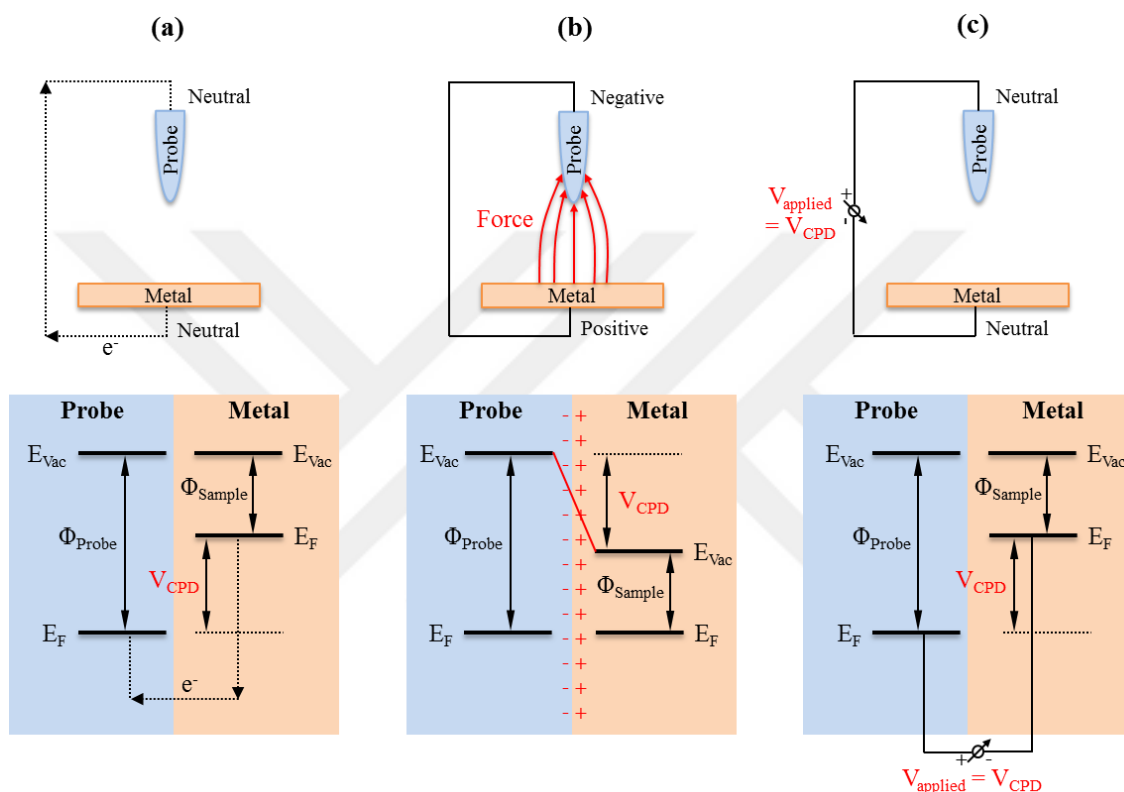 (a)
Neutral
Probe
Metal
Neutral
e-
(b)
Negative
Probe
Force
Metal
Positive
(c)
Neutral
Probe
+
Vapplied
= VCPD
-
Metal
Neutral
Probe Metal
EVac EVac
ΦSample
ΦProbe
EF
VCPD
EF
e-
Probe Metal
- +
- +
EVac
- +
- +
VCPD
- +
- +
ΦProbe
- +
EVac
- +
ΦSample
- +
EF EF
- +
- +
- +
- +
Probe Metal
EVac EVac
ΦSample
ΦProbe
EF
VCPD
EF
+ -
Vapplied = VCPD